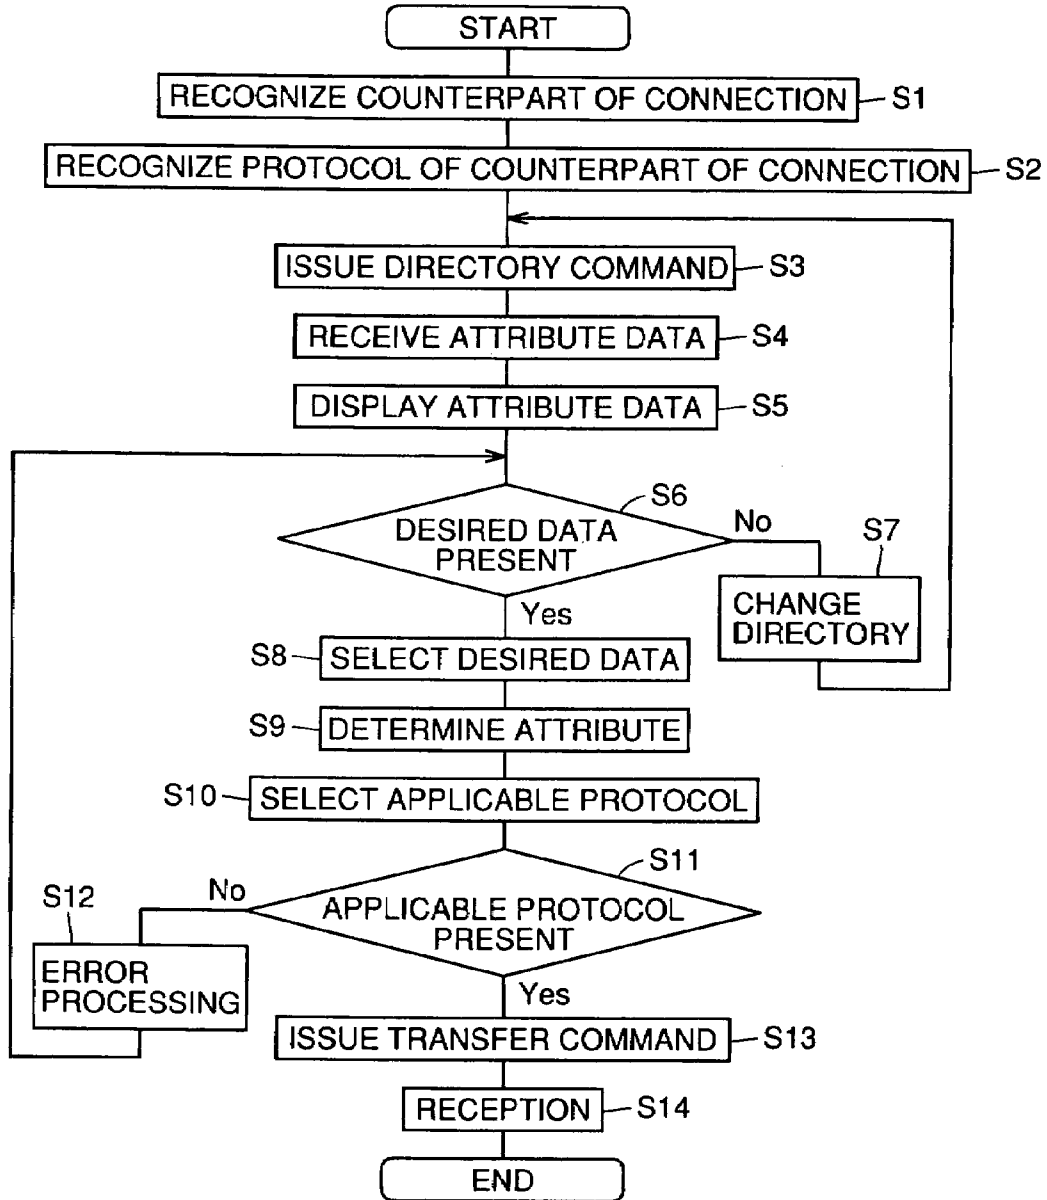 START
RECOGNIZE COUNTERPART OF CONNECTION
S1
RECOGNIZE PROTOCOL OF COUNTERPART OF CONNECTION
S2
ISSUE DIRECTORY COMMAND
S3
RECEIVE ATTRIBUTE DATA
S4
DISPLAY ATTRIBUTE DATA
S5
S6
DESIRED DATA
PRESENT
No
S7
CHANGE
DIRECTORY
Yes
S8
SELECT DESIRED DATA
S9
DETERMINE ATTRIBUTE
S10
SELECT APPLICABLE PROTOCOL
S11
APPLICABLE PROTOCOL
PRESENT
No
S12
ERROR
PROCESSING
Yes
ISSUE TRANSFER COMMAND
S13
RECEPTION
S14
END